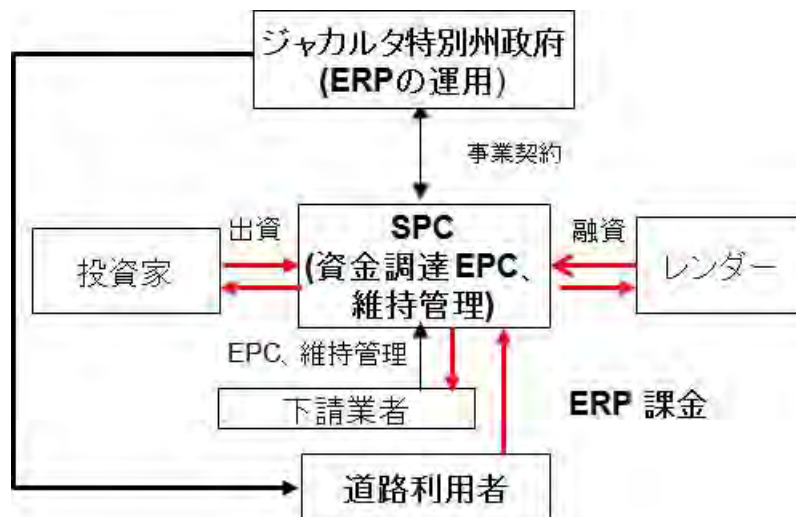 ジャカルタ特別州政府
(ERPの運用)
事業契約
出資
SPC
融資
投資家
(資金調達 EPC、
レンダー
維持管理)
EPC、維持管理
下請業者
ERP 課金
道路利用者